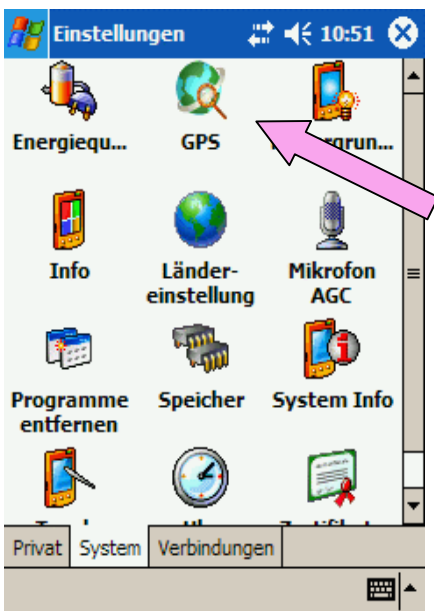 Einstellungen 10:51
Energiequ... GPS
Info Länder-
einstellung Mikrofon
AGC
Programme
entfernen Speicher System Info
Privat System Verbindungen